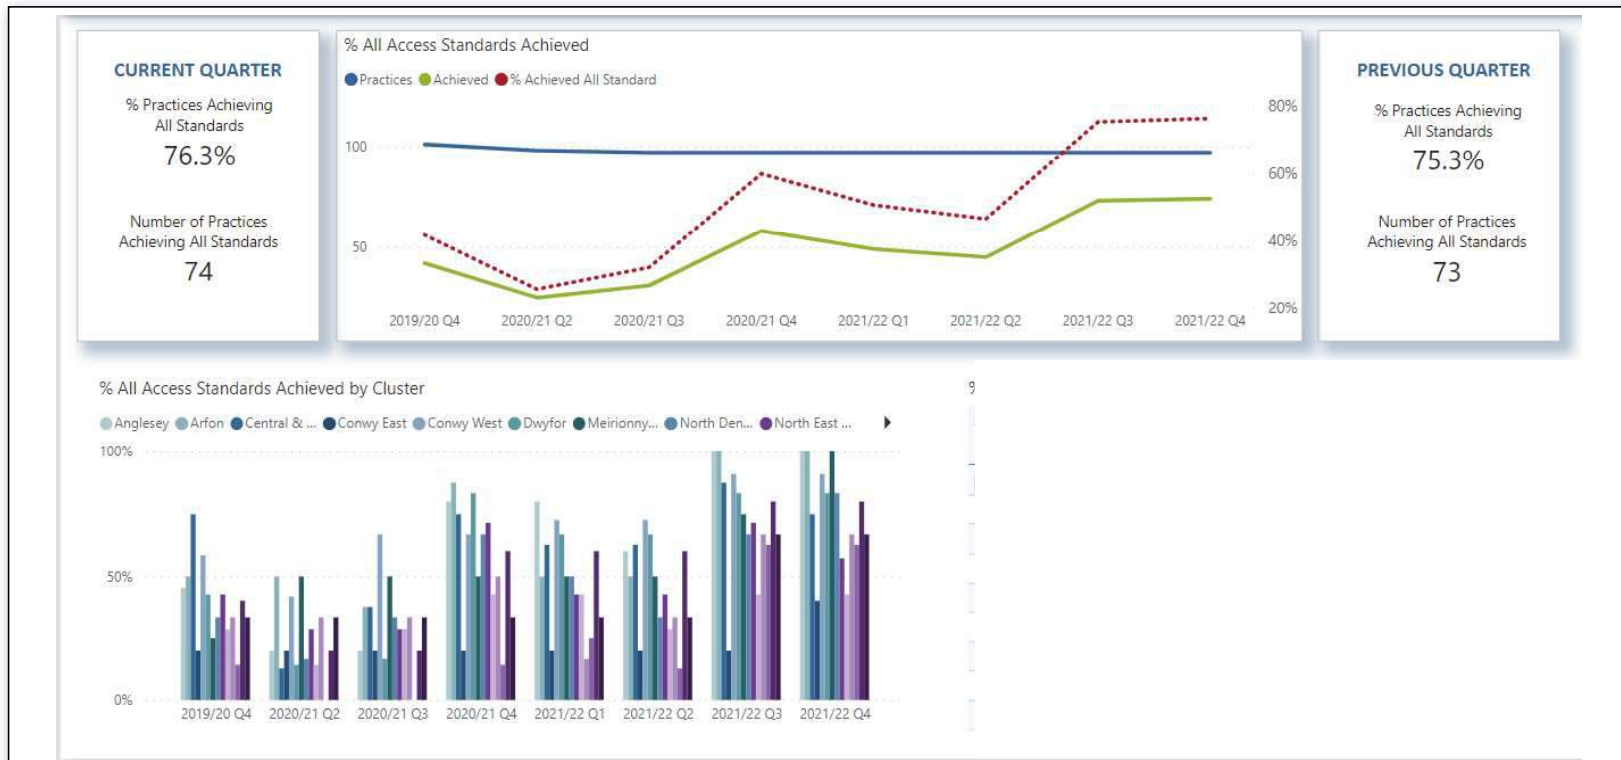 CURRENT QUARTER
% Practices Achieving
All Standards
76.3%
Number of Practices
Achieving All Standards
74
% All Access Standards Achieved
Practices Achieved % Achieved All Standard
100
50
80%
60%
40%
20%
2019/20 Q4 2020/21 Q2 2020/21 Q3 2020/21 Q4 2021/22 Q1 2021/22 Q2 2021/22 Q3 2021/22 Q4
PREVIOUS QUARTER
% Practices Achieving
All Standards
75.3%
Number of Practices
Achieving All Standards
73
% All Access Standards Achieved by Cluster
Anglesey Arfon Central & ... Conwy East Conwy West Dwyfor Meirionny... North Den... North East ...
100%
50%
0%
2019/20 Q4 2020/21 Q2 2020/21 Q3 2020/21 Q4 2021/22 Q1 2021/22 Q2 2021/22 Q3 2021/22 Q4